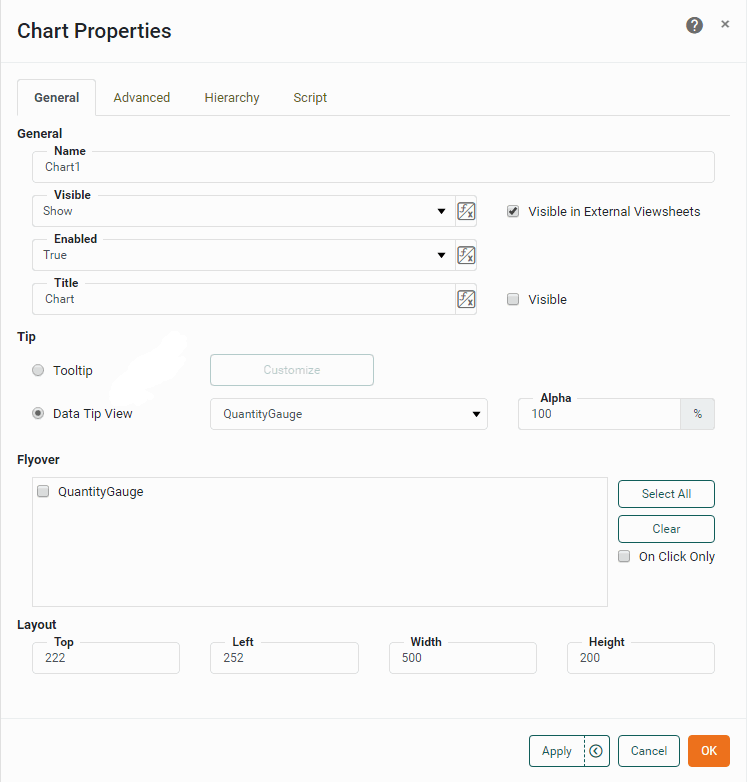 Chart Properties
General Advanced Hierarchy Script
General
Name
Chart1
Visible
Show
Visible in External Viewsheets
Enabled
True
Title
Chart
Visible
Tip
Tooltip Customize
Data Tip View QuantityGauge
Alpha
100 %
Flyover
QuantityGauge
Select All
Clear
On Click Only
Layout
Top Left Width Height
222 252 500 200
Apply Cancel OK